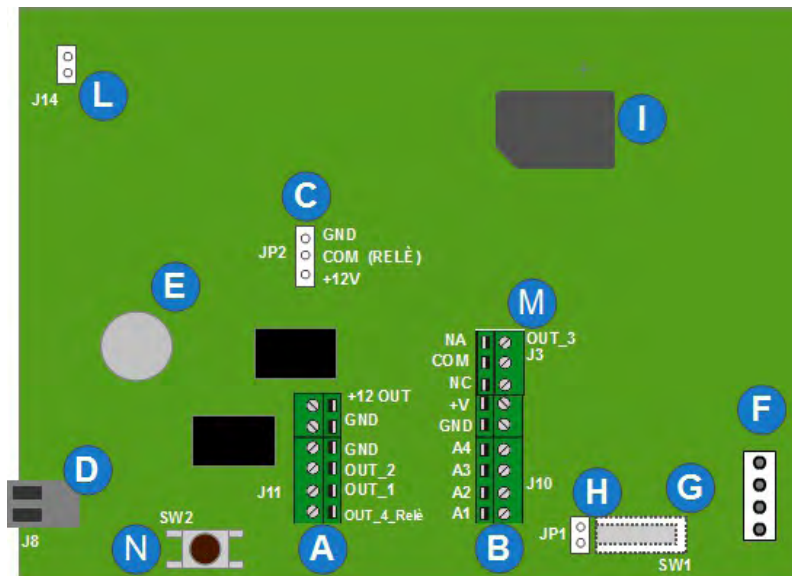 L
J14
I
C
GND
JP2
COM (RELÈ)
+12V
E
M
NA
OUT_3
COM
J3
NC
+12 OUT
+V
GND
GND
F
GND
A4
D
OUT_2
A3
H
G
J11
OUT_1
A2
J10
SW2
OUT_4_Relè
A1
JP1
J8
N
A
B
SW1